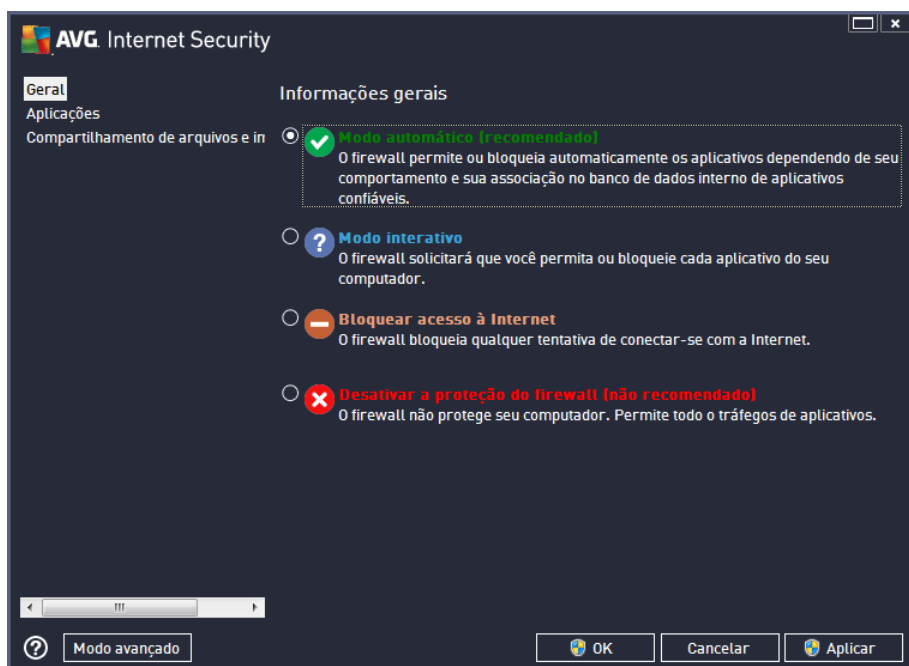 AVG. Internet Security
Geral
Aplicações
Compartilhamento de arquivos e in
Informações gerais
Modo automático (recomendado)
O firewall permite ou bloqueia automaticamente os aplicativos dependendo de seu
comportamento e sua associação no banco de dados interno de aplicativos
confiáveis.
Modo interativo
O firewall solicitará que você permita ou bloqueie cada aplicativo do seu
computador.
Bloquear acesso à Internet
O firewall bloqueia qualquer tentativa de conectar-se com a Internet.
Desativar a proteção do firewall (não recomendado)
O firewall não protege seu computador. Permite todo o tráfegos de aplicativos.
Modo avançado
OK
Cancelar
Aplicar